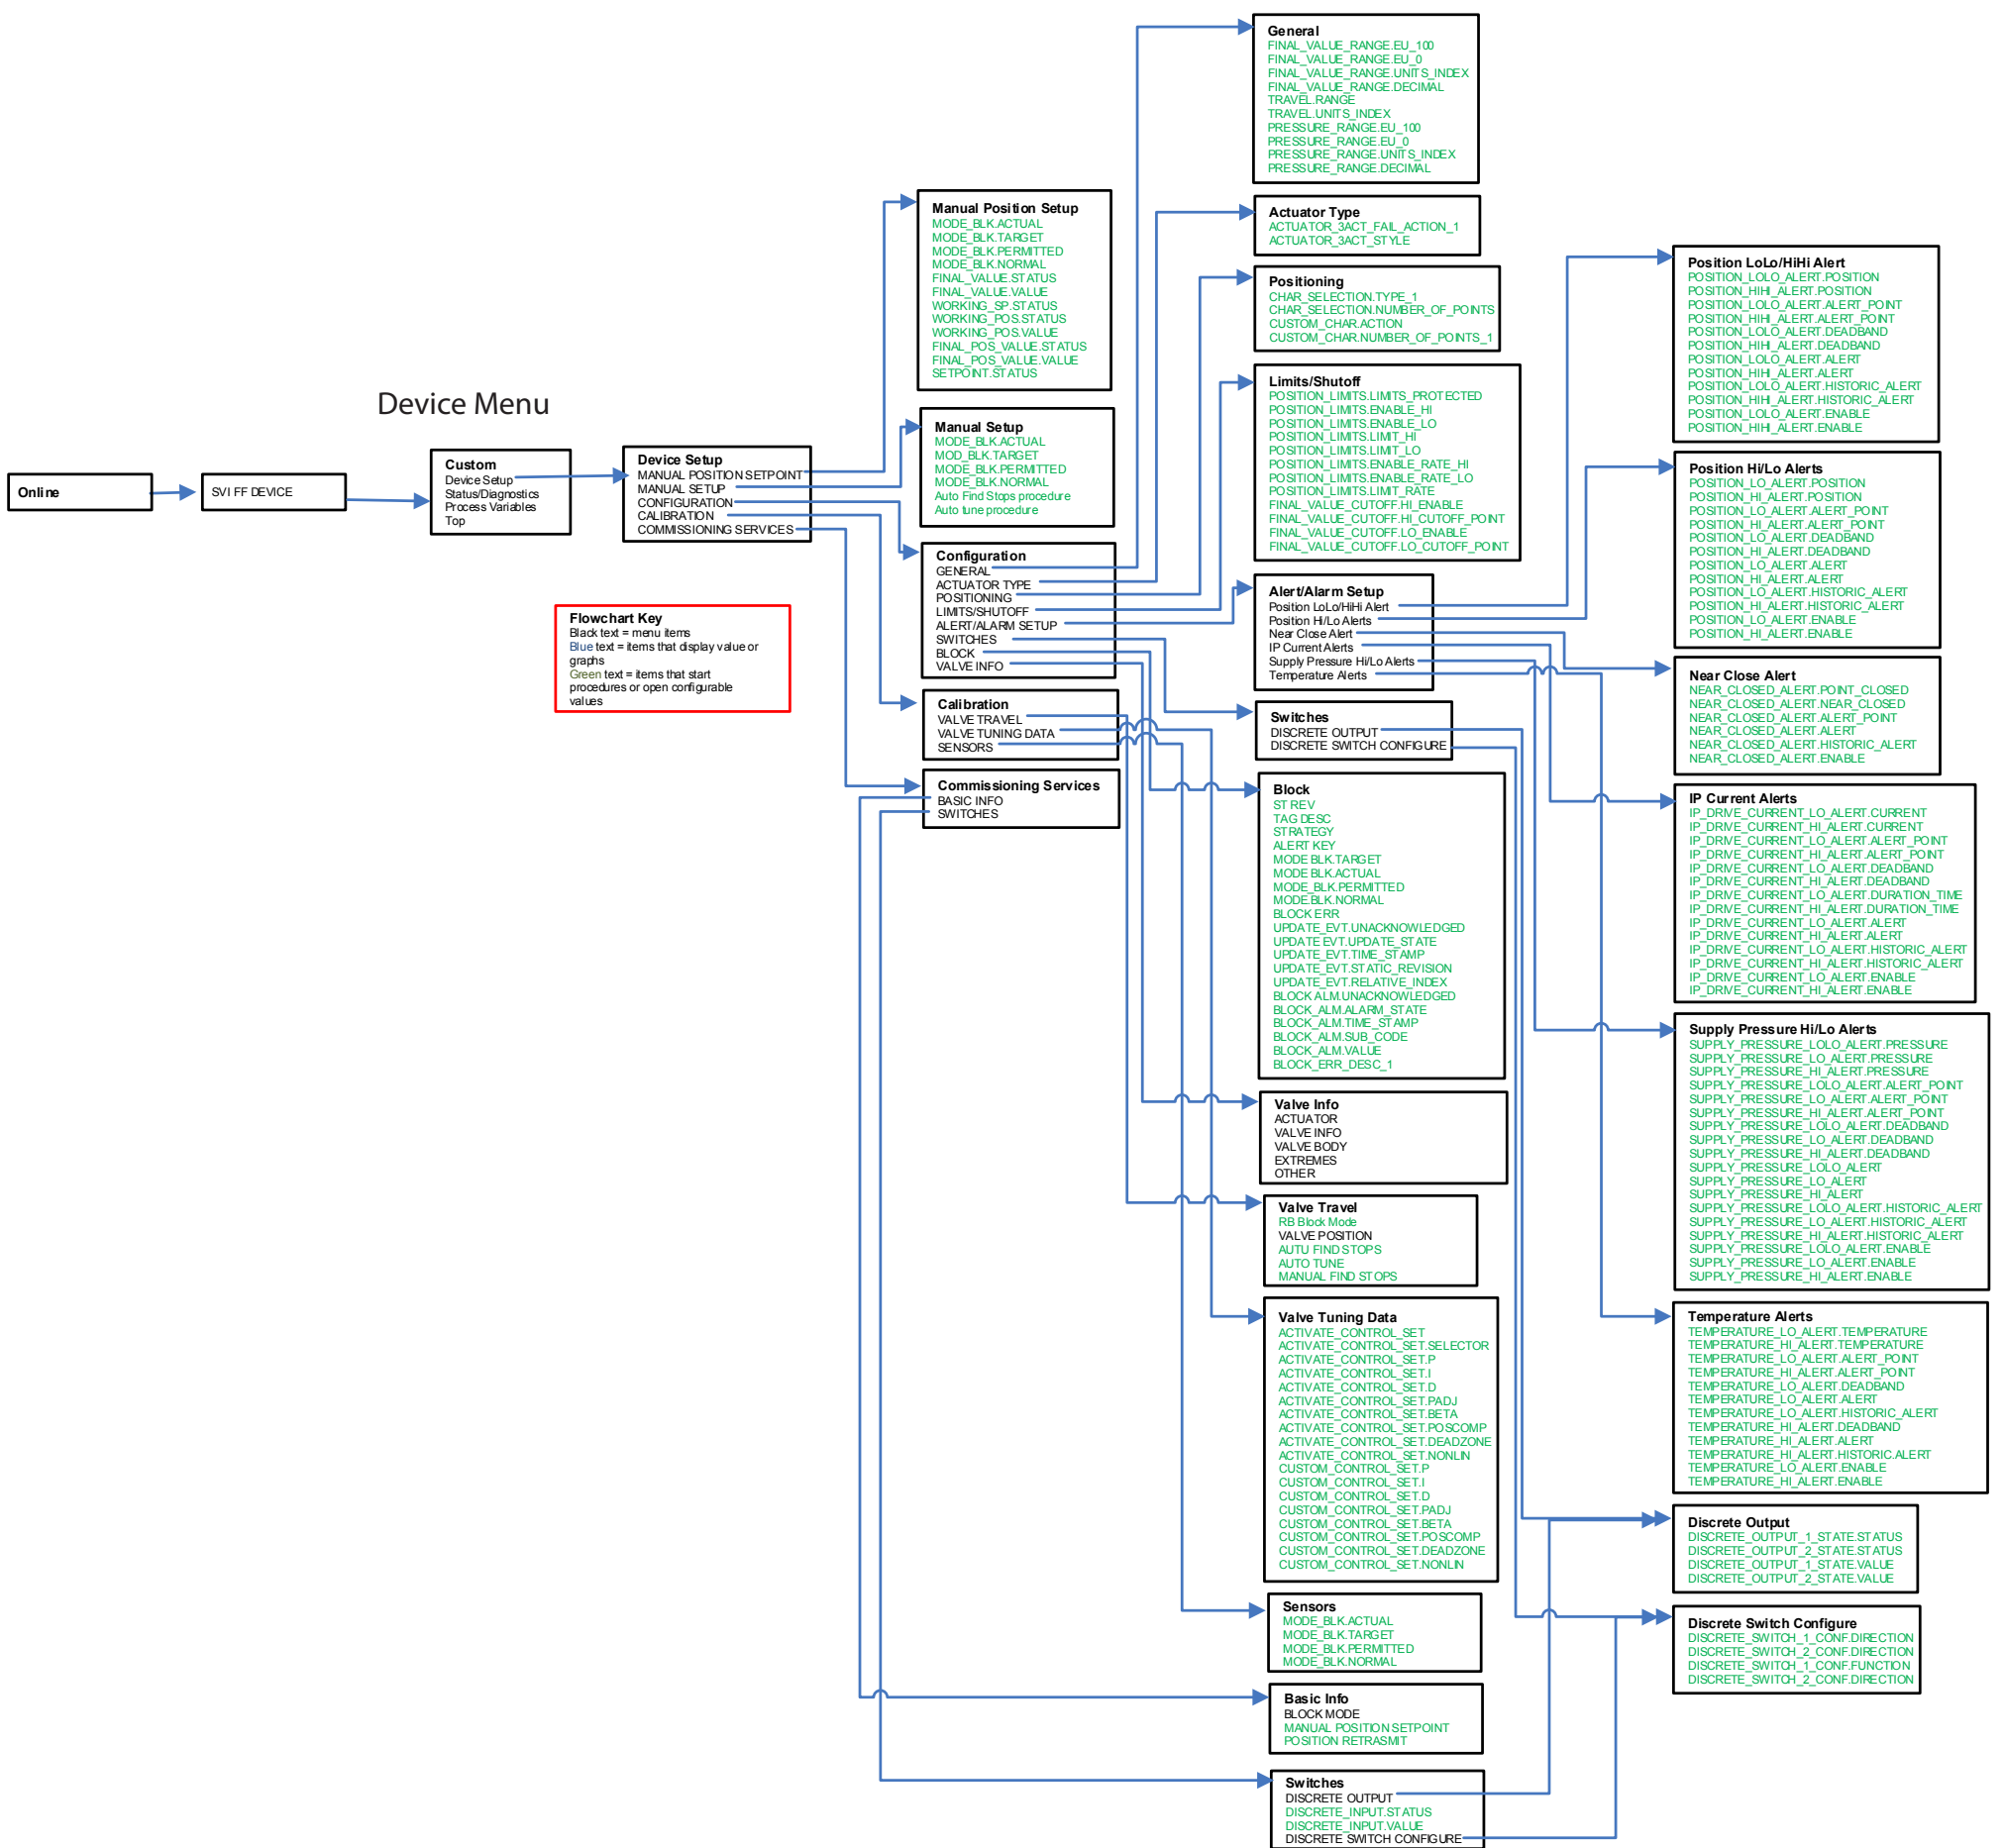 Device Menu
Online
SVI FF DEVICE
Custom
Device Setup
Status/Diagnostics
Process Variables
Top
Device Setup
MANUAL POSITION SETPOINT
MANUAL SETUP
CONFIGURATION
CALIBRATION
COMMISSIONING SERVICES
Flowchart Key
Black text = menu items
Blue text = items that display value or
graphs
Green text = items that start
procedures or open configurable
values
Manual Position Setup
MODE_BLK.ACTUAL
MODE_BLK.TARGET
MODE_BLK.PERMITTED
MODE_BLK.NORMAL
FINAL_VALUE.STATUS
FINAL_VALUE.VALUE
WORKING_SP.STATUS
WORKING_POS.STATUS
WORKING_POS.VALUE
FINAL_POS_VALUE.STATUS
FINAL_POS_VALUE.VALUE
SETPOINT.STATUS
Manual Setup
MODE_BLK.ACTUAL
MOD_BLK.TARGET
MODE_BLK.PERMITTED
MODE_BLK.NORMAL
Auto Find Stops procedure
Auto tune procedure
Configuration
GENERAL
ACTUATOR TYPE
POSITIONING
LIMITS/SHUTOFF
ALERT/ALARM SETUP
SWITCHES
BLOCK
VALVE INFO
Calibration
VALVE TRAVEL
VALVE TUNING DATA
SENSORS
Commissioning Services
BASIC INFO
SWITCHES
General
FINAL_VALUE_RANGE.EU_100
FINAL_VALUE_RANGE.EU_0
FINAL_VALUE_RANGE.UNITS_INDEX
FINAL_VALUE_RANGE.DECIMAL
TRAVEL.RANGE
TRAVEL.UNITS_INDEX
PRESSURE_RANGE.EU_100
PRESSURE_RANGE.EU_0
PRESSURE_RANGE.UNITS_INDEX
PRESSURE_RANGE.DECIMAL
Actuator Type
ACTUATOR_3ACT_FAIL_ACTION_1
ACTUATOR_3ACT_STYLE
Positioning
CHAR_SELECTION.TYPE_1
CHAR_SELECTION.NUMBER_OF_POINTS
CUSTOM_CHAR.ACTION
CUSTOM_CHAR.NUMBER_OF_POINTS_1
Limits/Shutoff
POSITION_LIMITS.LIMITS_PROTECTED
POSITION_LIMITS.ENABLE_HI
POSITION_LIMITS.ENABLE_LO
POSITION_LIMITS.LIMIT_HI
POSITION_LIMITS.LIMIT_LO
POSITION_LIMITS.ENABLE_RATE_HI
POSITION_LIMITS.ENABLE_RATE_LO
POSITION_LIMITS.LIMIT_RATE
FINAL_VALUE_CUTOFF.HI_ENABLE
FINAL_VALUE_CUTOFF.HI_CUTOFF_POINT
FINAL_VALUE_CUTOFF.LO_ENABLE
FINAL_VALUE_CUTOFF.LO_CUTOFF_POINT
Alert/Alarm Setup
Position LoLo/HiHi Alert
Position Hi/Lo Alerts
Near Close Alert
IP Current Alerts
Supply Pressure Hi/Lo Alerts
Temperature Alerts
Switches
DISCRETE OUTPUT
DISCRETE SWITCH CONFIGURE
Block
ST REV
TAG DESC
STRATEGY
ALERT KEY
MODE BLK.TARGET
MODE BLK.ACTUAL
MODE_BLK.PERMITTED
MODE.BLK.NORMAL
BLOCK ERR
UPDATE_EVT.UNACKNOWLEDGED
UPDATE EVT.UPDATE_STATE
UPDATE_EVT.TIME_STAMP
UPDATE_EVT.STATIC_REVISION
UPDATE_EVT.RELATIVE_INDEX
BLOCK ALM.UNACKNOWLEDGED
BLOCK_ALM.ALARM_STATE
BLOCK_ALM.TIME_STAMP
BLOCK_ALM.SUB_CODE
BLOCK_ALM.VALUE
BLOCK_ERR_DESC_1
Valve Info
ACTUATOR
VALVE INFO
VALVE BODY
EXTREMES
OTHER
Valve Travel
RB Block Mode
VALVE POSITION
AUTU FIND STOPS
AUTO TUNE
MANUAL FIND STOPS
Valve Tuning Data
ACTIVATE_CONTROL_SET
ACTIVATE_CONTROL_SET.SELECTOR
ACTIVATE_CONTROL_SET.P
ACTIVATE_CONTROL_SET.I
ACTIVATE_CONTROL_SET.D
ACTIVATE_CONTROL_SET.PADJ
ACTIVATE_CONTROL_SET.BETA
ACTIVATE_CONTROL_SET.POSCOMP
ACTIVATE_CONTROL_SET.DEADZONE
ACTIVATE_CONTROL_SET.NONLIN
CUSTOM_CONTROL_SET.P
CUSTOM_CONTROL_SET.I
CUSTOM_CONTROL_SET.D
CUSTOM_CONTROL_SET.PADJ
CUSTOM_CONTROL_SET.BETA
CUSTOM_CONTROL_SET.POSCOMP
CUSTOM_CONTROL_SET.DEADZONE
CUSTOM_CONTROL_SET.NONLIN
Sensors
MODE_BLK.ACTUAL
MODE_BLK.TARGET
MODE_BLK.PERMITTED
MODE_BLK.NORMAL
Basic Info
BLOCK MODE
MANUAL POSITION SETPOINT
POSITION RETRASMIT
Switches
DISCRETE OUTPUT
DISCRETE_INPUT.STATUS
DISCRETE_INPUT.VALUE
DISCRETE SWITCH CONFIGURE
Position LoLo/HiHi Alert
POSITION_LOLO_ALERT.POSITION
POSITION_HIHI_ALERT.POSITION
POSITION_LOLO_ALERT.ALERT_POINT
POSITION_HIHI_ALERT.ALERT_POINT
POSITION_LOLO_ALERT.DEADBAND
POSITION_HIHI_ALERT.DEADBAND
POSITION_LOLO_ALERT.ALERT
POSITION_HIHI_ALERT.ALERT
POSITION_LOLO_ALERT.HISTORIC_ALERT
POSITION_HIHI_ALERT.HISTORIC_ALERT
POSITION_LOLO_ALERT.ENABLE
POSITION_HIHI_ALERT.ENABLE
Position Hi/Lo Alerts
POSITION_LO_ALERT.POSITION
POSITION_HI_ALERT.POSITION
POSITION_LO_ALERT.ALERT_POINT
POSITION_HI_ALERT.ALERT_POINT
POSITION_LO_ALERT.DEADBAND
POSITION_HI_ALERT.DEADBAND
POSITION_LO_ALERT.ALERT
POSITION_HI_ALERT.ALERT
POSITION_LO_ALERT.HISTORIC_ALERT
POSITION_HI_ALERT.HISTORIC_ALERT
POSITION_LO_ALERT.ENABLE
POSITION_HI_ALERT.ENABLE
Near Close Alert
NEAR_CLOSED_ALERT.POINT_CLOSED
NEAR_CLOSED_ALERT.NEAR_CLOSED
NEAR_CLOSED_ALERT.ALERT_POINT
NEAR_CLOSED_ALERT.ALERT
NEAR_CLOSED_ALERT.HISTORIC_ALERT
NEAR_CLOSED_ALERT.ENABLE
IP Current Alerts
IP_DRIVE_CURRENT_LO_ALERT.CURRENT
IP_DRIVE_CURRENT_HI_ALERT.CURRENT
IP_DRIVE_CURRENT_LO_ALERT.ALERT_POINT
IP_DRIVE_CURRENT_HI_ALERT.ALERT_POINT
IP_DRIVE_CURRENT_LO_ALERT.DEADBAND
IP_DRIVE_CURRENT_HI_ALERT.DEADBAND
IP_DRIVE_CURRENT_LO_ALERT.DURATION_TIME
IP_DRIVE_CURRENT_HI_ALERT.DURATION_TIME
IP_DRIVE_CURRENT_LO_ALERT.ALERT
IP_DRIVE_CURRENT_HI_ALERT.ALERT
IP_DRIVE_CURRENT_LO_ALERT.HISTORIC_ALERT
IP_DRIVE_CURRENT_HI_ALERT.HISTORIC_ALERT
IP_DRIVE_CURRENT_LO_ALERT.ENABLE
IP_DRIVE_CURRENT_HI_ALERT.ENABLE
Supply Pressure Hi/Lo Alerts
SUPPLY_PRESSURE_LOLO_ALERT.PRESSURE
SUPPLY_PRESSURE_LO_ALERT.PRESSURE
SUPPLY_PRESSURE_HI_ALERT.PRESSURE
SUPPLY_PRESSURE_LOLO_ALERT.ALERT_POINT
SUPPLY_PRESSURE_LO_ALERT.ALERT_POINT
SUPPLY_PRESSURE_HI_ALERT.ALERT_POINT
SUPPLY_PRESSURE_LOLO_ALERT.DEADBAND
SUPPLY_PRESSURE_LO_ALERT.DEADBAND
SUPPLY_PRESSURE_HI_ALERT.DEADBAND
SUPPLY_PRESSURE_LOLO_ALERT
SUPPLY_PRESSURE_LO_ALERT
SUPPLY_PRESSURE_HI_ALERT
SUPPLY_PRESSURE_LOLO_ALERT.HISTORIC_ALERT
SUPPLY_PRESSURE_LO_ALERT.HISTORIC_ALERT
SUPPLY_PRESSURE_HI_ALERT.HISTORIC_ALERT
SUPPLY_PRESSURE_LOLO_ALERT.ENABLE
SUPPLY_PRESSURE_LO_ALERT.ENABLE
SUPPLY_PRESSURE_HI_ALERT.ENABLE
Temperature Alerts
TEMPERATURE_LO_ALERT.TEMPERATURE
TEMPERATURE_HI_ALERT.TEMPERATURE
TEMPERATURE_LO_ALERT.ALERT_POINT
TEMPERATURE_HI_ALERT.ALERT_POINT
TEMPERATURE_LO_ALERT.DEADBAND
TEMPERATURE_LO_ALERT.ALERT
TEMPERATURE_LO_ALERT.HISTORIC_ALERT
TEMPERATURE_HI_ALERT.DEADBAND
TEMPERATURE_HI_ALERT.ALERT
TEMPERATURE_HI_ALERT.HISTORIC.ALERT
TEMPERATURE_LO_ALERT.ENABLE
TEMPERATURE_HI_ALERT.ENABLE
Discrete Output
DISCRETE_OUTPUT_1_STATE.STATUS
DISCRETE_OUTPUT_2_STATE.STATUS
DISCRETE_OUTPUT_1_STATE.VALUE
DISCRETE_OUTPUT_2_STATE.VALUE
Discrete Switch Configure
DISCRETE_SWITCH_1_CONF.DIRECTION
DISCRETE_SWITCH_2_CONF.DIRECTION
DISCRETE_SWITCH_1_CONF.FUNCTION
DISCRETE_SWITCH_2_CONF.DIRECTION